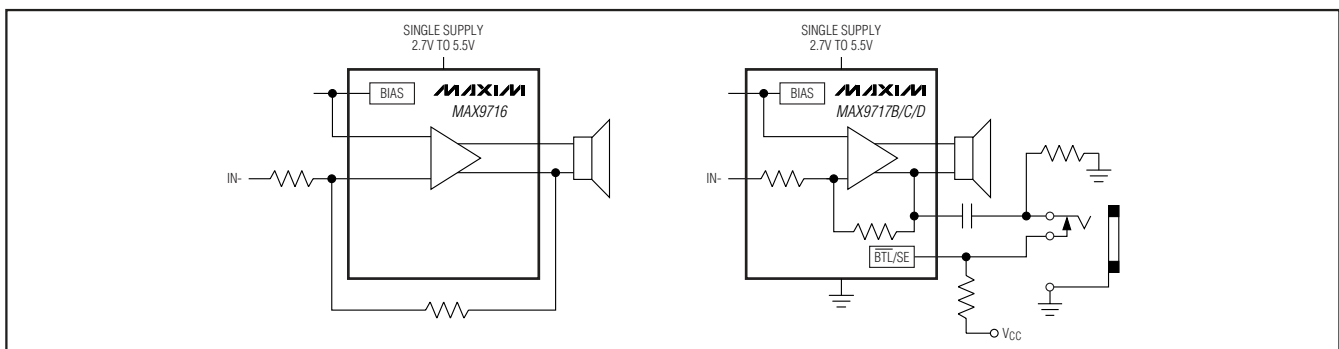 SINGLE SUPPLY
2.7V TO 5.5V
BIAS
MAXIM
MAX9716
IN-
SINGLE SUPPLY
2.7V TO 5.5V
BIAS
MAXIM
MAX9717B/C/D
IN-
B̅T̅L̅/SE
VCC